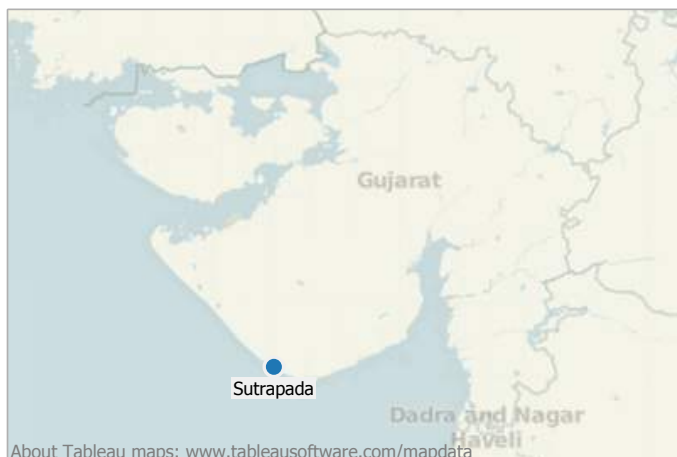 Gujarat
Sutrapada
Dadra and Nagar
Haveli
About Tableau maps: www.tableausoftware.com/mapdata